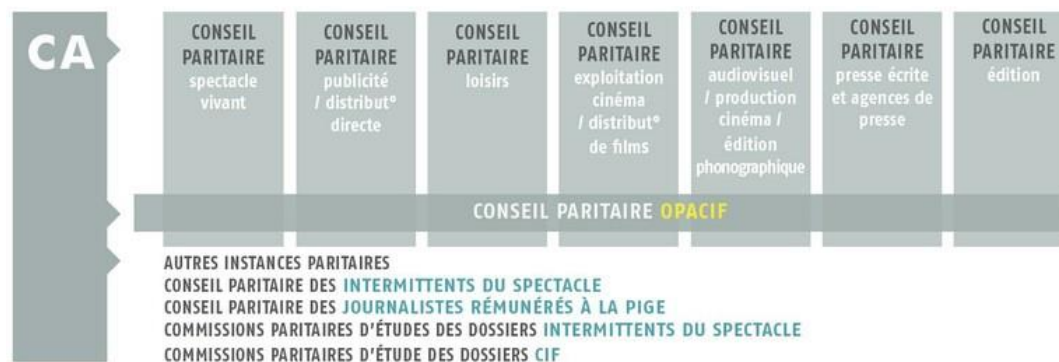 CA
CONSEIL
PARITAIRE
spectacle
vivant
CONSEIL
PARITAIRE
publicité
/ distribut°
directe
CONSEIL
PARITAIRE
loisirs
CONSEIL
PARITAIRE
exploitation
cinéma
/ distribut°
de films
CONSEIL
PARITAIRE
audiovisuel
/ production
cinéma /
édition
phonographique
CONSEIL
PARITAIRE
presse écrite
et agences de
presse
CONSEIL
PARITAIRE
édition
CONSEIL PARITAIRE OPACIF
AUTRES INSTANCES PARITAIRES
CONSEIL PARITAIRE DES INTERMITTENTS DU SPECTACLE
CONSEIL PARITAIRE DES JOURNALISTES RÉMUNÉRÉS À LA PIGE
COMMISSIONS PARITAIRES D'ÉTUDES DES DOSSIERS INTERMITTENTS DU SPECTACLE
COMMISSIONS PARITAIRES D'ÉTUDE DES DOSSIERS CIF